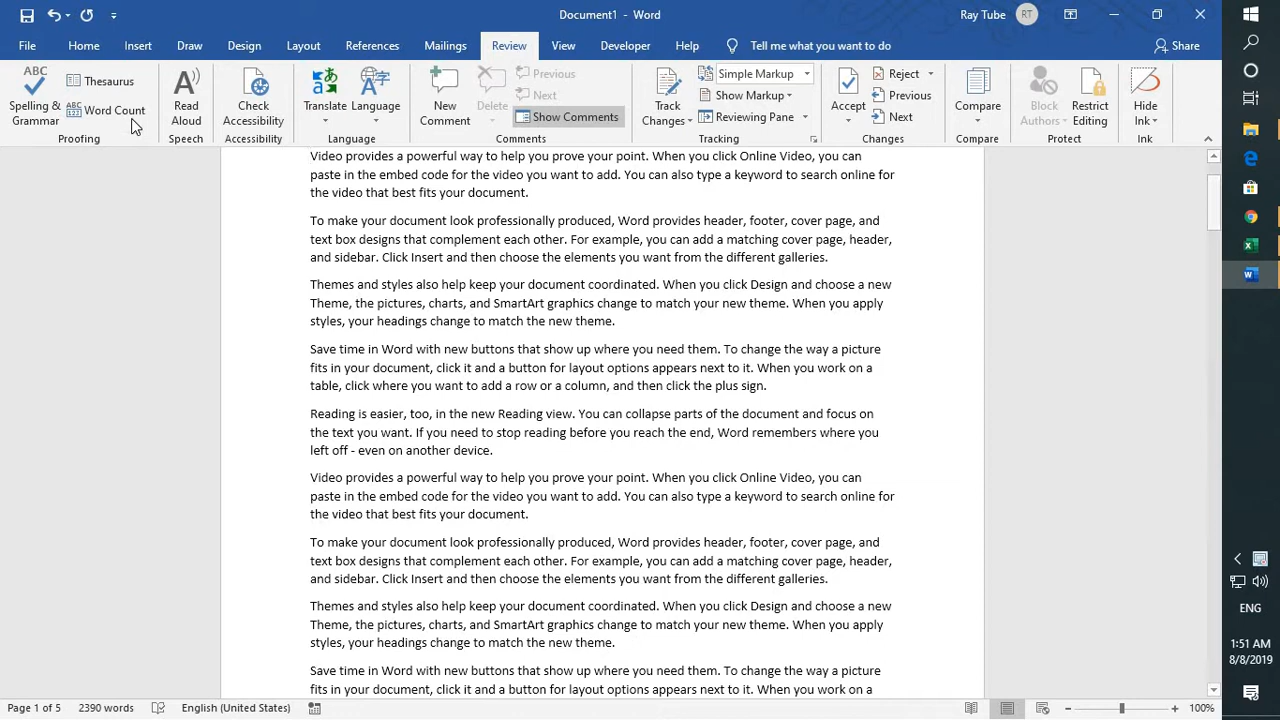 Document1 - Word
Ray Tube RT
File Home Insert Draw Design Layout References Mailings Review View Developer Help Tell me what you want to do Share
ABC Spelling & Grammar
Thesaurus
ABC 123 Word Count
Proofing
Read Aloud
Speech
Check Accessibility
Accessibility
Translate
Language
Language
New Comment
Delete
Previous
Next
Show Comments
Comments
Track Changes
Simple Markup
Show Markup
Reviewing Pane
Tracking
Accept
Reject
Previous
Next
Changes
Compare
Compare
Block Authors
Restrict Editing
Protect
Hide Ink
Ink
Video provides a powerful way to help you prove your point. When you click Online Video, you can
paste in the embed code for the video you want to add. You can also type a keyword to search online for
the video that best fits your document.
To make your document look professionally produced, Word provides header, footer, cover page, and
text box designs that complement each other. For example, you can add a matching cover page, header,
and sidebar. Click Insert and then choose the elements you want from the different galleries.
Themes and styles also help keep your document coordinated. When you click Design and choose a new
Theme, the pictures, charts, and SmartArt graphics change to match your new theme. When you apply
styles, your headings change to match the new theme.
Save time in Word with new buttons that show up where you need them. To change the way a picture
fits in your document, click it and a button for layout options appears next to it. When you work on a
table, click where you want to add a row or a column, and then click the plus sign.
Reading is easier, too, in the new Reading view. You can collapse parts of the document and focus on
the text you want. If you need to stop reading before you reach the end, Word remembers where you
left off - even on another device.
Video provides a powerful way to help you prove your point. When you click Online Video, you can
paste in the embed code for the video you want to add. You can also type a keyword to search online for
the video that best fits your document.
To make your document look professionally produced, Word provides header, footer, cover page, and
text box designs that complement each other. For example, you can add a matching cover page, header,
and sidebar. Click Insert and then choose the elements you want from the different galleries.
Themes and styles also help keep your document coordinated. When you click Design and choose a new
Theme, the pictures, charts, and SmartArt graphics change to match your new theme. When you apply
styles, your headings change to match the new theme.
Save time in Word with new buttons that show up where you need them. To change the way a picture
fits in your document, click it and a button for layout options appears next to it. When you work on a
Page 1 of 5 2390 words English (United States) 100%
ENG
1:51 AM
8/8/2019